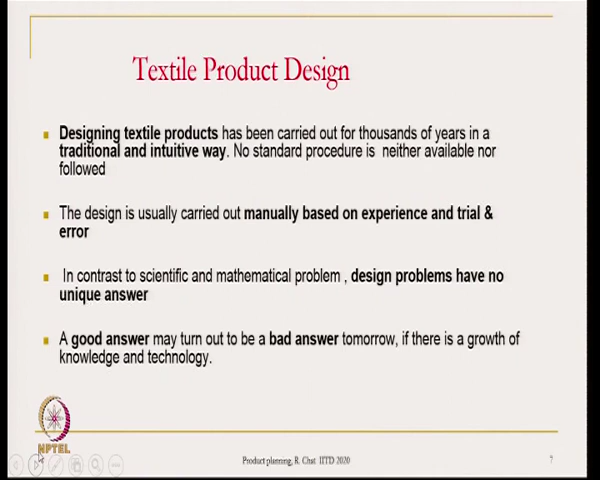 Textile Product Design
Designing textile products has been carried out for thousands of years in a
traditional and intuitive way. No standard procedure is neither available nor
followed
The design is usually carried out manually based on experience and trial &
error
In contrast to scientific and mathematical problem , design problems have no
unique answer
A good answer may turn out to be a bad answer tomorrow, if there is a growth of
knowledge and technology.
NPTEL
Product planning, R. Chat IITD 2020
7